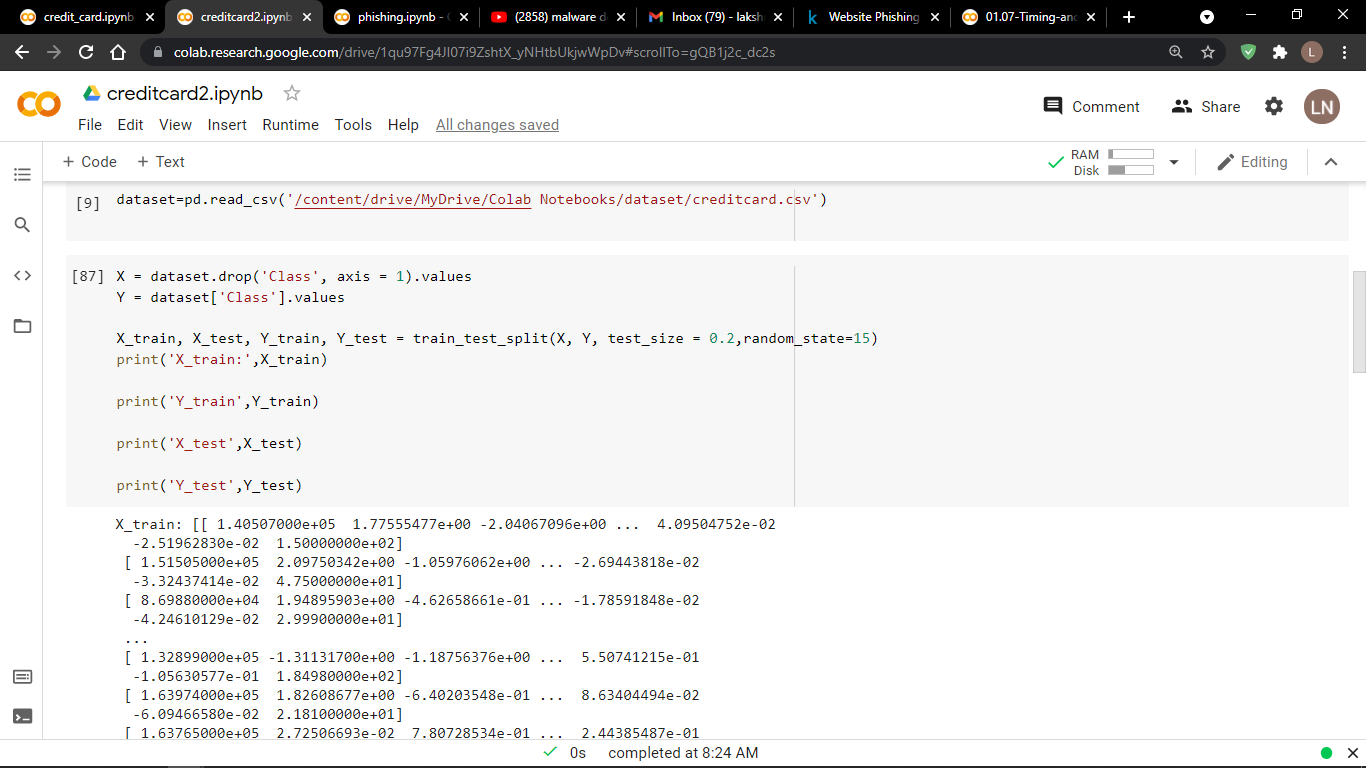 credit_card.ipynb
creditcard2.ipynb
phishing.ipynb -
(2858) malware d
Inbox (79) - laksh
Website Phishing
01.07-Timing-an
colab.research.google.com/drive/1qu97Fg4Jl07i9ZshtX_yNHtbUkjwWpDv#scrollTo=gQB1j2c_dc2s
L
creditcard2.ipynb
Comment
Share
LN
File Edit View Insert Runtime Tools Help All changes saved
+ Code + Text
RAM
Disk
Editing
[9] dataset=pd.read_csv('/content/drive/MyDrive/Colab Notebooks/dataset/creditcard.csv')
[87] X = dataset.drop('Class', axis = 1).values
Y = dataset['Class'].values
X_train, X_test, Y_train, Y_test = train_test_split(X, Y, test_size = 0.2,random_state=15)
print('X_train:',X_train)
print('Y_train',Y_train)
print('X_test',X_test)
print('Y_test',Y_test)
X_train: [[ 1.40507000e+05 1.77555477e+00 -2.04067096e+00 ... 4.09504752e-02
-2.51962830e-02 1.50000000e+02]
[ 1.51505000e+05 2.09750342e+00 -1.05976062e+00 ... -2.69443818e-02
-3.32437414e-02 4.75000000e+01]
[ 8.69880000e+04 1.94895903e+00 -4.62658661e-01 ... -1.78591848e-02
-4.24610129e-02 2.99900000e+01]
...
[ 1.32899000e+05 -1.31131700e+00 -1.18756376e+00 ... 5.50741215e-01
-1.05630577e-01 1.84980000e+02]
[ 1.63974000e+05 1.82608677e+00 -6.40203548e-01 ... 8.63404494e-02
-6.09466580e-02 2.18100000e+01]
[ 1.63765000e+05 2.72506693e-02 7.80728534e-01 ... 2.44385487e-01
0s completed at 8:24 AM